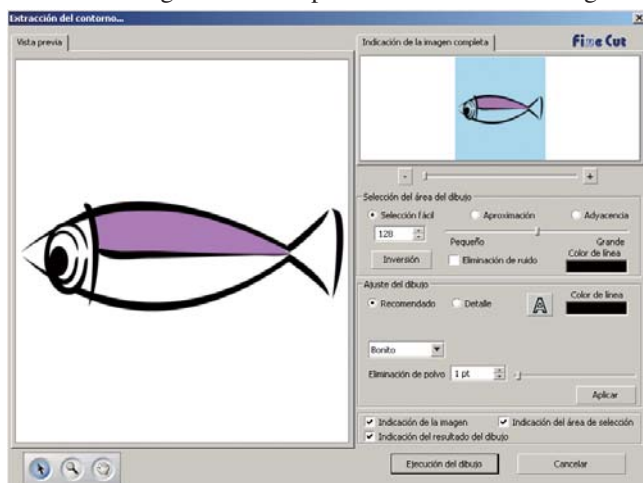 Extracción del contorno...
Vista previa
Indicación de la imagen completa
Fine Cut
- +
Selección del área del dibujo
Selección fácil Aproximación Adyacencia
128
Pequeño Grande
Inversión Eliminación de ruido Color de línea
Ajuste del dibujo
Recomendado Detalle A Color de línea
Bonito
Eliminación de polvo 1 pt
Aplicar
Indicación de la imagen Indicación del área de selección
Indicación del resultado del dibujo
Ejecución del dibujo Cancelar